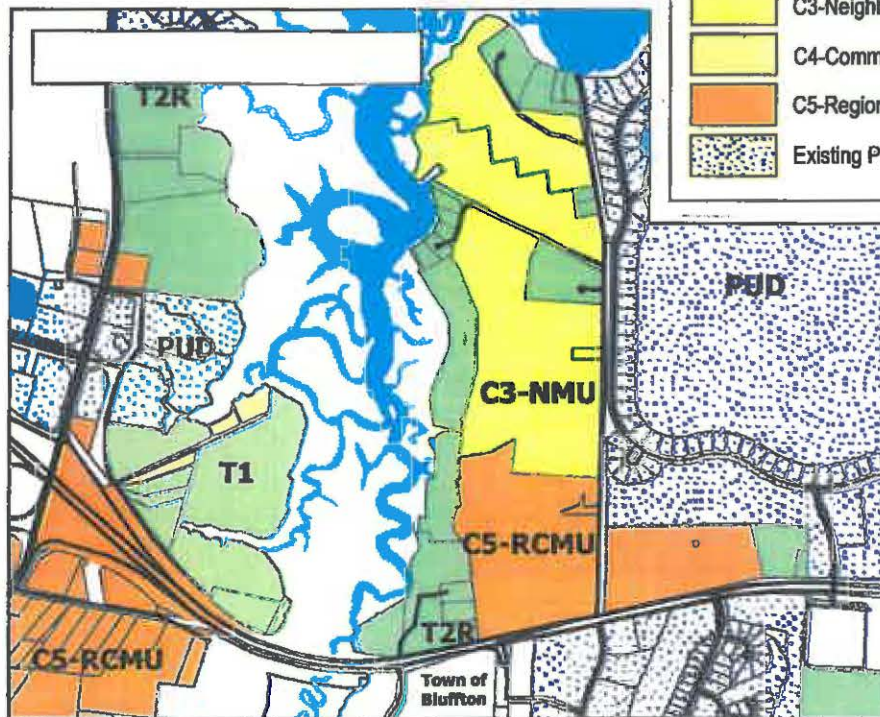 C3-Neighb
C4-Comm
C5-Region
Existing P
T2R
PUD
PUD
C3-NMU
T1
C5-RCMU
C5-RCMU
T2R
Town of
Bluffton